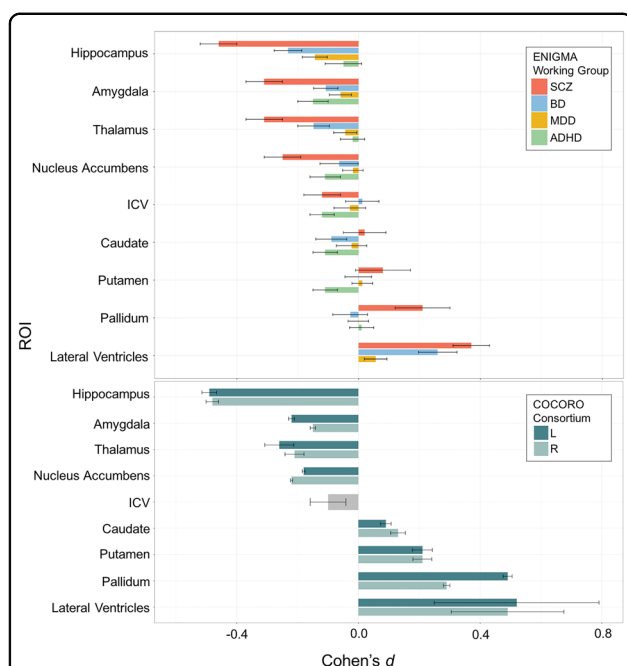 Hippocampus
Amygdala
Thalamus
Nucleus Accumbens
ICV
Caudate
Putamen
Pallidum
Lateral Ventricles
ENIGMA
Working Group
SCZ
BD
MDD
ADHD
ROI
Hippocampus
Amygdala
Thalamus
Nucleus Accumbens
ICV
Caudate
Putamen
Pallidum
Lateral Ventricles
COCORO
Consortium
L
R
-0.4 0.0 0.4 0.8
Cohen's d